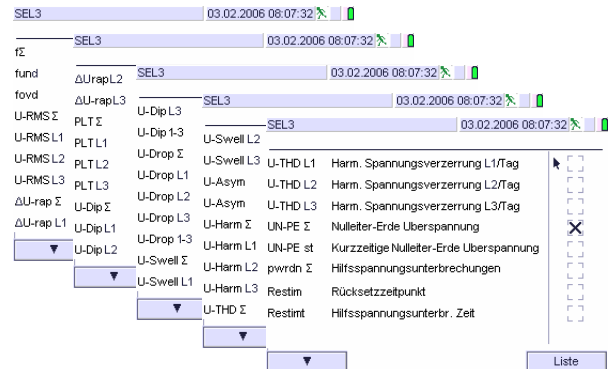 SEL3 03.02.2006 08:07:32
fΣ
fund
fovd
U-RMS Σ
U-RMS L1
U-RMS L2
U-RMS L3
ΔU-rap Σ
ΔU-rap L1
▼
SEL3 03.02.2006 08:07:32
ΔUrapL2
ΔU-rapL3
PLT Σ
PLT L1
PLT L2
PLT L3
U-Dip Σ
U-Dip L1
U-Dip L2
▼
SEL3 03.02.2006 08:07:32
U-Dip L3
U-Dip 1-3
U-Drop Σ
U-Drop L1
U-Drop L2
U-Drop L3
U-Drop 1-3
U-Swell Σ
U-Swell L1
▼
SEL3 03.02.2006 08:07:32
U-Swell L2
U-Swell L3
U-Asym
U-Asym
U-Harm Σ
U-Harm L1
U-Harm L2
U-Harm L3
U-THD Σ
▼
SEL3 03.02.2006 08:07:32
U-THD L1 Harm. Spannungsverzerrung L1/Tag
U-THD L2 Harm. Spannungsverzerrung L2/Tag
U-THD L3 Harm. Spannungsverzerrung L3/Tag
UN-PE Σ Nulleiter-Erde Uberspannung
UN-PE st Kurzzeitige Nulleiter-Erde Uberspannung
pwrdn Σ Hilfsspannungsunterbrechungen
Restim Rücksetzzeitpunkt
Restimt Hilfsspannungsunterbr. Zeit
▼ Liste